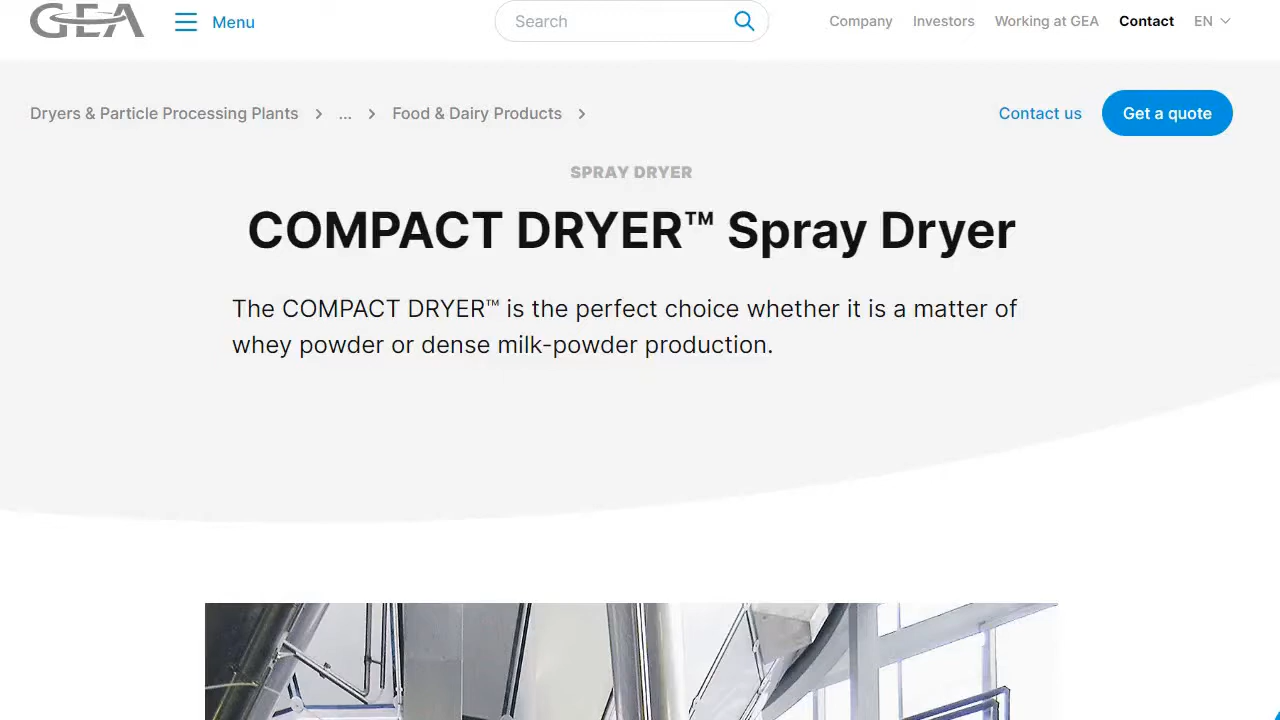 GEA
Menu
Search
Company
Investors
Working at GEA
Contact
EN
Dryers & Particle Processing Plants
...
Food & Dairy Products
Contact us
Get a quote
SPRAY DRYER
COMPACT DRYER™ Spray Dryer
The COMPACT DRYER™ is the perfect choice whether it is a matter of
whey powder or dense milk-powder production.